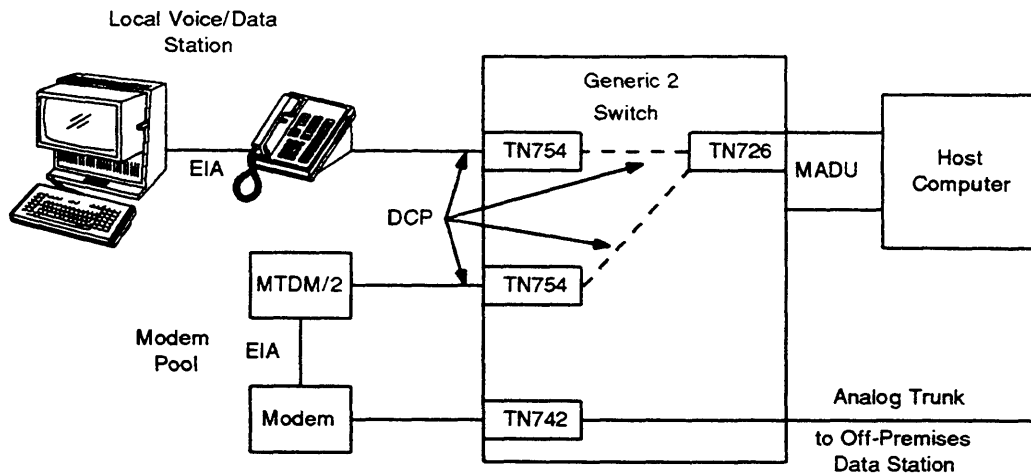 Local Voice/Data
Station
Generic 2
Switch
TN754
TN726
EIA
MADU
Host
Computer
DCP
MTDM/2
TN754
Modem
Pool
EIA
Modem
TN742
Analog Trunk
to Off-Premises
Data Station